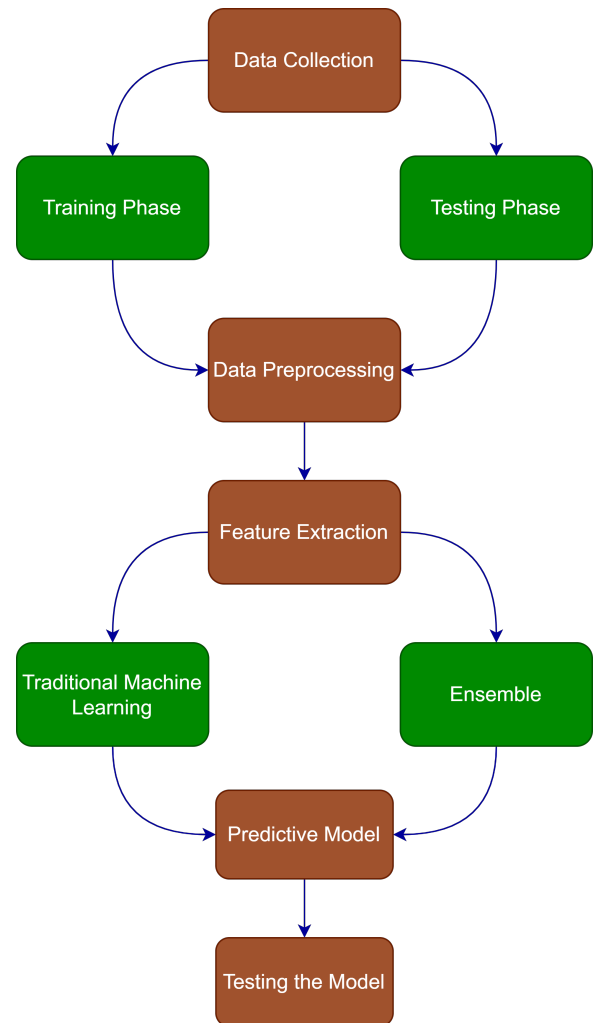 Data Collection
Training Phase
Testing Phase
Data Preprocessing
Feature Extraction
Traditional Machine
Learning
Ensemble
Predictive Model
Testing the Model